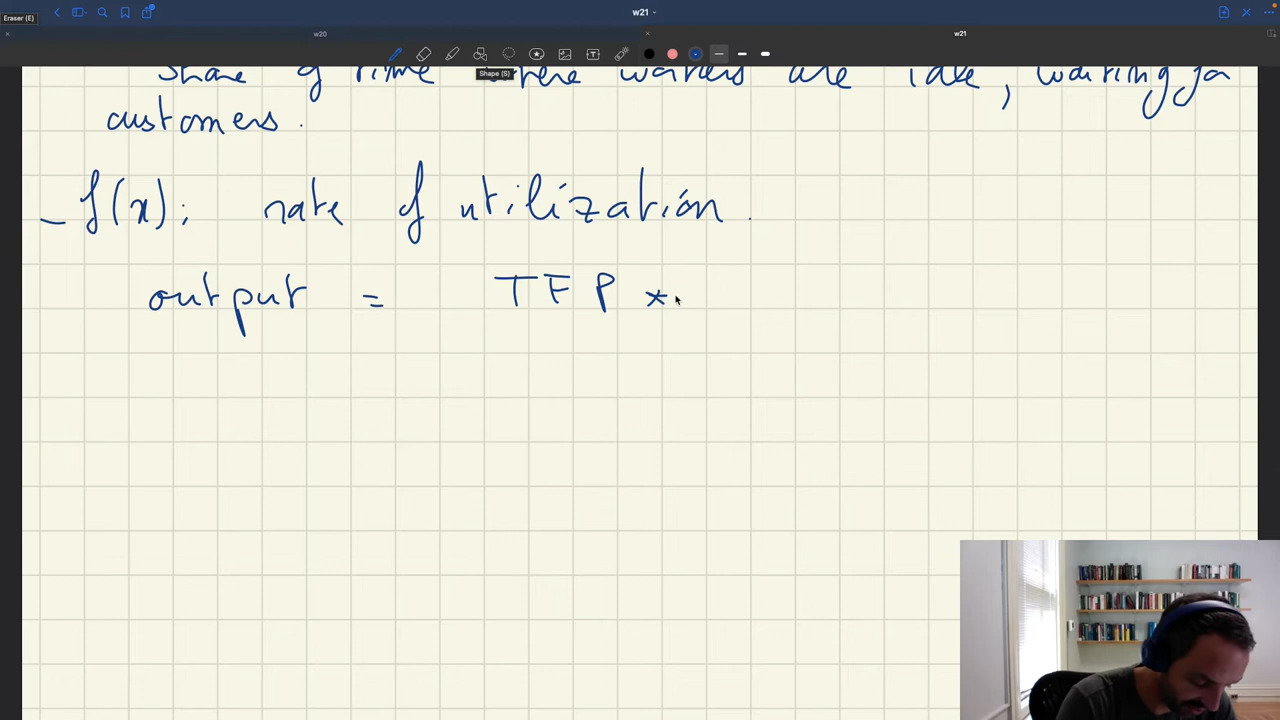 w21
Eraser (E)
w20
w21
Shape (S)
share of time where workers are idle, waiting for
customers.
– f(x): rate of utilization.
output = TFP *